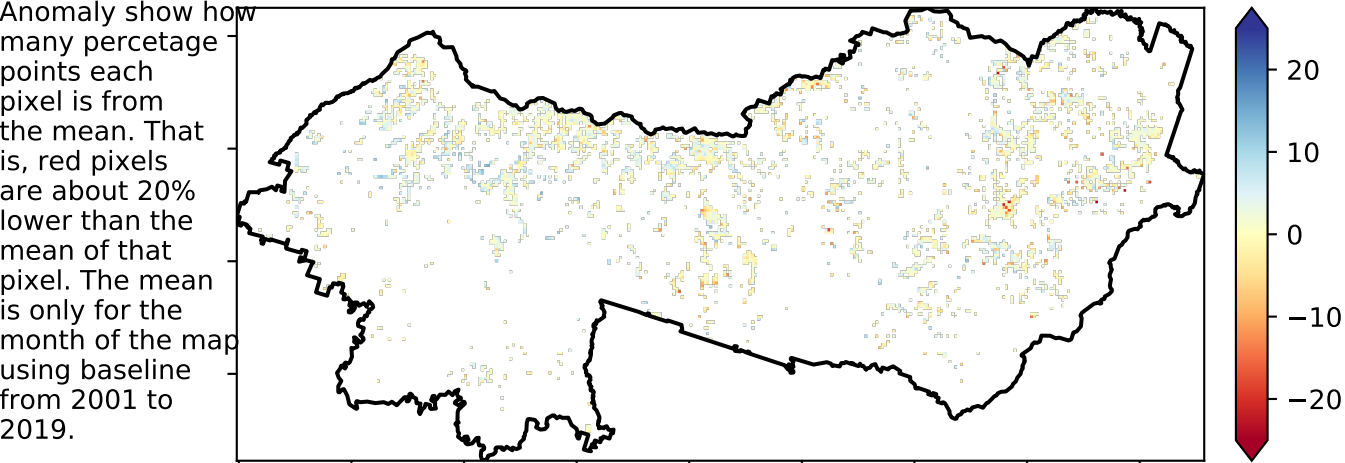 Anomaly show how
many percetage
points each
pixel is from
the mean. That
is, red pixels
are about 20%
lower than the
mean of that
pixel. The mean
is only for the
month of the map
using baseline
from 2001 to
2019.
20
10
0
−10
−20